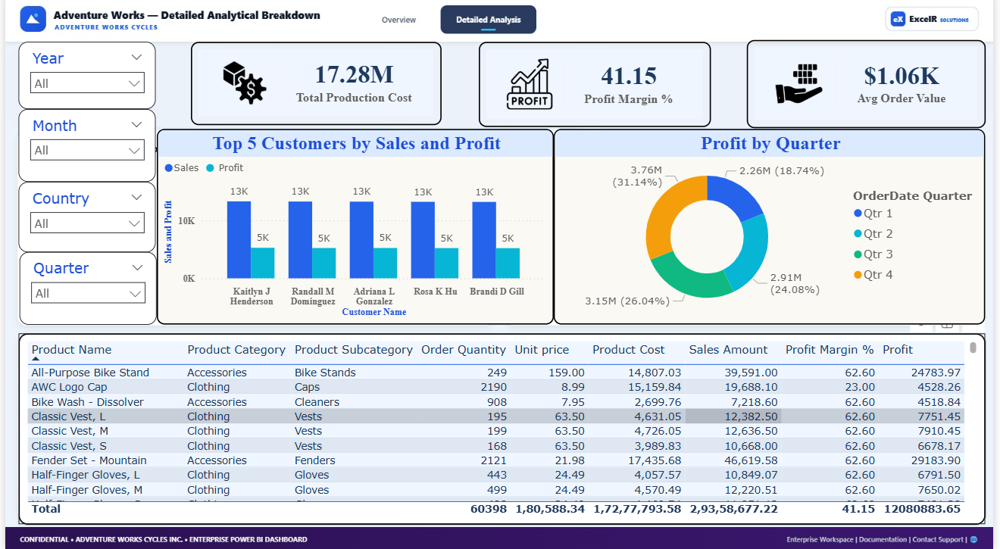 Adventure Works — Detailed Analytical Breakdown
ADVENTURE WORKS CYCLES
Overview
Detailed Analysis
eX ExcelR SOLUTIONS
Year
All
Month
All
Country
All
Quarter
All
17.28M
Total Production Cost
PROFIT
41.15
Profit Margin %
$
$1.06K
Avg Order Value
Top 5 Customers by Sales and Profit
Sales Profit
Sales and Profit
10K
0K
13K 13K 13K 13K 13K
5K 5K 5K 5K 5K
Kaitlyn J Henderson
Randall M Dominguez
Adriana L Gonzalez
Rosa K Hu
Brandi D Gill
Customer Name
Profit by Quarter
3.76M
(31.14%)
2.26M (18.74%)
2.91M
(24.08%)
3.15M (26.04%)
OrderDate Quarter
Qtr 1
Qtr 2
Qtr 3
Qtr 4
Product Name Product Category Product Subcategory Order Quantity Unit price Product Cost Sales Amount Profit Margin % Profit
All-Purpose Bike Stand Accessories Bike Stands 249 159.00 14,807.03 39,591.00 62.60 24783.97
AWC Logo Cap Clothing Caps 2190 8.99 15,159.84 19,688.10 23.00 4528.26
Bike Wash - Dissolver Accessories Cleaners 908 7.95 2,699.76 7,218.60 62.60 4518.84
Classic Vest, L Clothing Vests 195 63.50 4,631.05 12,382.50 62.60 7751.45
Classic Vest, M Clothing Vests 199 63.50 4,726.05 12,636.50 62.60 7910.45
Classic Vest, S Clothing Vests 168 63.50 3,989.83 10,668.00 62.60 6678.17
Fender Set - Mountain Accessories Fenders 2121 21.98 17,435.68 46,619.58 62.60 29183.90
Half-Finger Gloves, L Clothing Gloves 443 24.49 4,057.57 10,849.07 62.60 6791.50
Half-Finger Gloves, M Clothing Gloves 499 24.49 4,570.49 12,220.51 62.60 7650.02
Total 60398 1,80,588.34 1,72,77,793.58 2,93,58,677.22 41.15 12080883.65
CONFIDENTIAL • ADVENTURE WORKS CYCLES INC. • ENTERPRISE POWER BI DASHBOARD
Enterprise Workspace | Documentation | Contact Support |